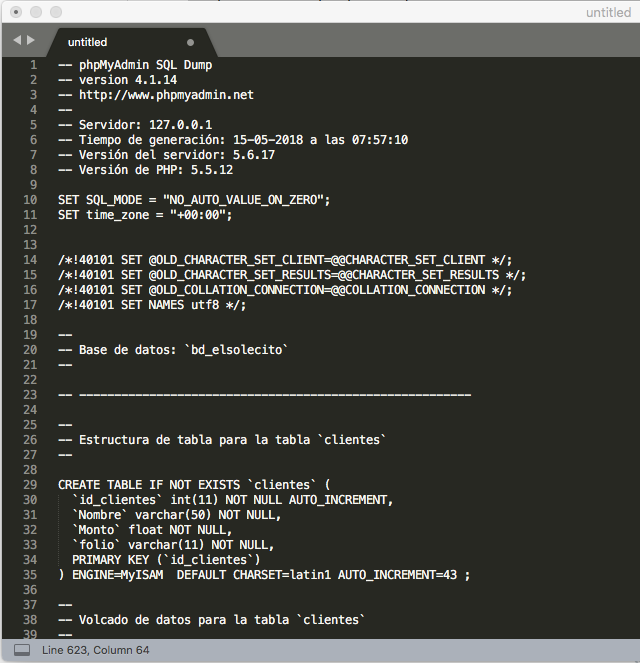 untitled
untitled
1 -- phpMyAdmin SQL Dump
2 -- version 4.1.14
3 -- http://www.phpmyadmin.net
4 --
5 -- Servidor: 127.0.0.1
6 -- Tiempo de generación: 15-05-2018 a las 07:57:10
7 -- Versión del servidor: 5.6.17
8 -- Versión de PHP: 5.5.12
9
10 SET SQL_MODE = "NO_AUTO_VALUE_ON_ZERO";
11 SET time_zone = "+00:00";
12
13
14 /*!40101 SET @OLD_CHARACTER_SET_CLIENT=@@CHARACTER_SET_CLIENT */;
15 /*!40101 SET @OLD_CHARACTER_SET_RESULTS=@@CHARACTER_SET_RESULTS */;
16 /*!40101 SET @OLD_COLLATION_CONNECTION=@@COLLATION_CONNECTION */;
17 /*!40101 SET NAMES utf8 */;
18
19 --
20 -- Base de datos: `bd_elsolecito`
21 --
22
23 -- --------------------------------------------------------
24
25 --
26 -- Estructura de tabla para la tabla `clientes`
27 --
28
29 CREATE TABLE IF NOT EXISTS `clientes` (
30 `id_clientes` int(11) NOT NULL AUTO_INCREMENT,
31 `Nombre` varchar(50) NOT NULL,
32 `Monto` float NOT NULL,
33 `folio` varchar(11) NOT NULL,
34 PRIMARY KEY (`id_clientes`)
35 ) ENGINE=MyISAM  DEFAULT CHARSET=latin1 AUTO_INCREMENT=43 ;
36
37 --
38 -- Volcado de datos para la tabla `clientes`
39 --
Line 623, Column 64